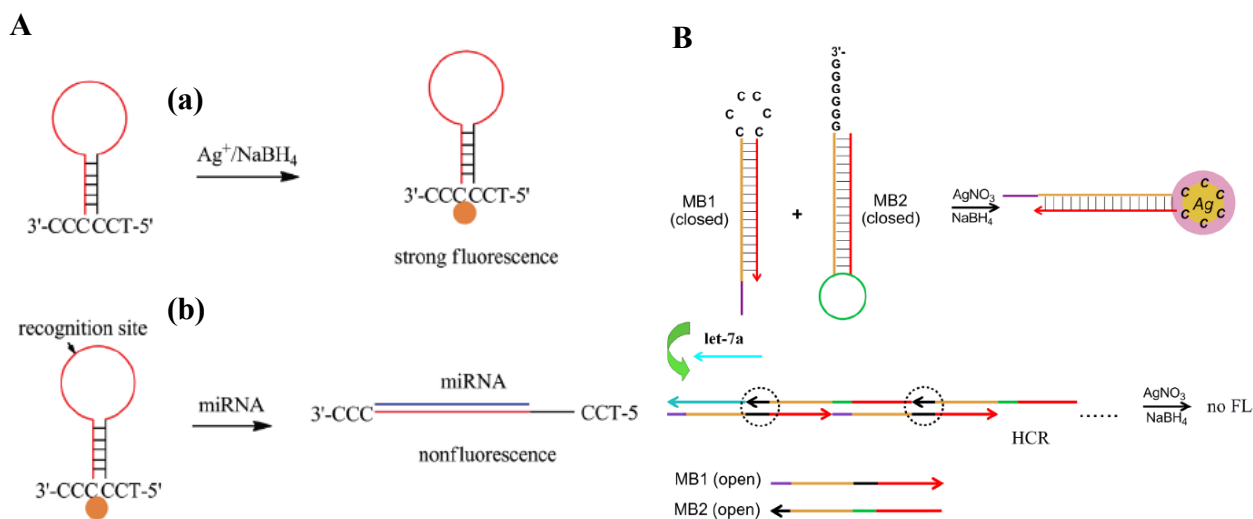 A
(a)
Ag⁺/NaBH₄
3'-CCCCCT-5'
3'-CCCCCT-5'
strong fluorescence
(b)
recognition site
miRNA
miRNA
3'-CCC
CCT-5
nonfluorescence
3'-CCCCCT-5'
B
3'-
G
G
G
G
G
G
C C
C C
C C
MB1
(closed)
+
MB2
(closed)
AgNO₃
NaBH₄
C
C C
Ag
C C
C
let-7a
HCR
......
AgNO₃
NaBH₄
no FL
MB1 (open)
MB2 (open)